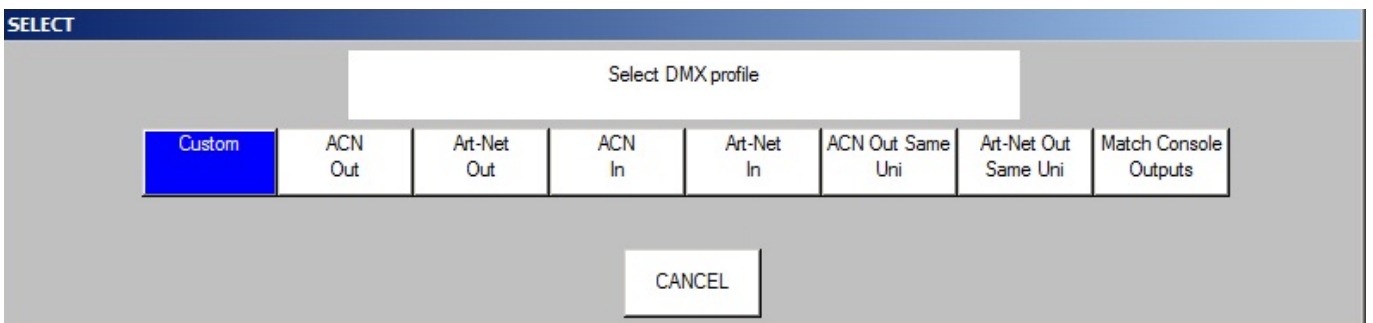 SELECT
Select DMX profile
Custom
ACN
Out
Art-Net
Out
ACN
In
Art-Net
In
ACN Out Same
Uni
Art-Net Out
Same Uni
Match Console
Outputs
CANCEL